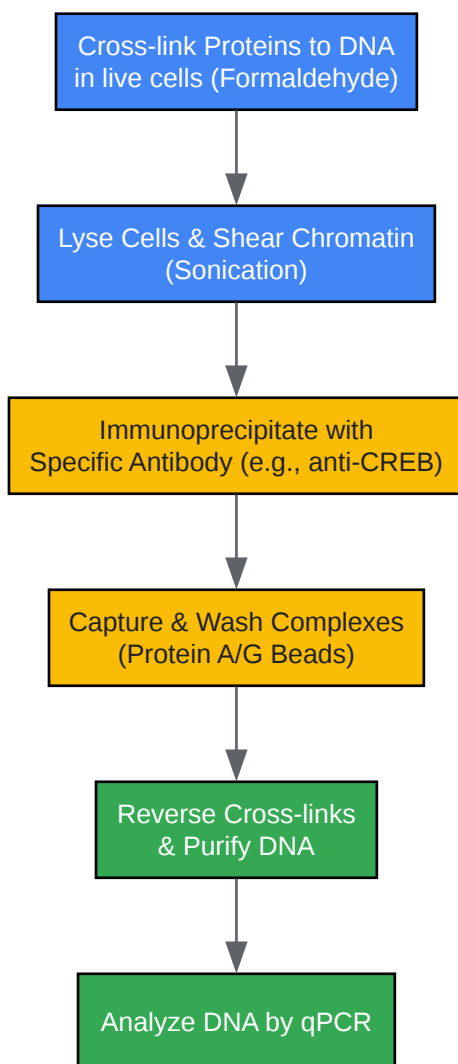 Cross-link Proteins to DNA
in live cells (Formaldehyde)
Lyse Cells & Shear Chromatin
(Sonication)
Immunoprecipitate with
Specific Antibody (e.g., anti-CREB)
Capture & Wash Complexes
(Protein A/G Beads)
Reverse Cross-links
& Purify DNA
Analyze DNA by qPCR